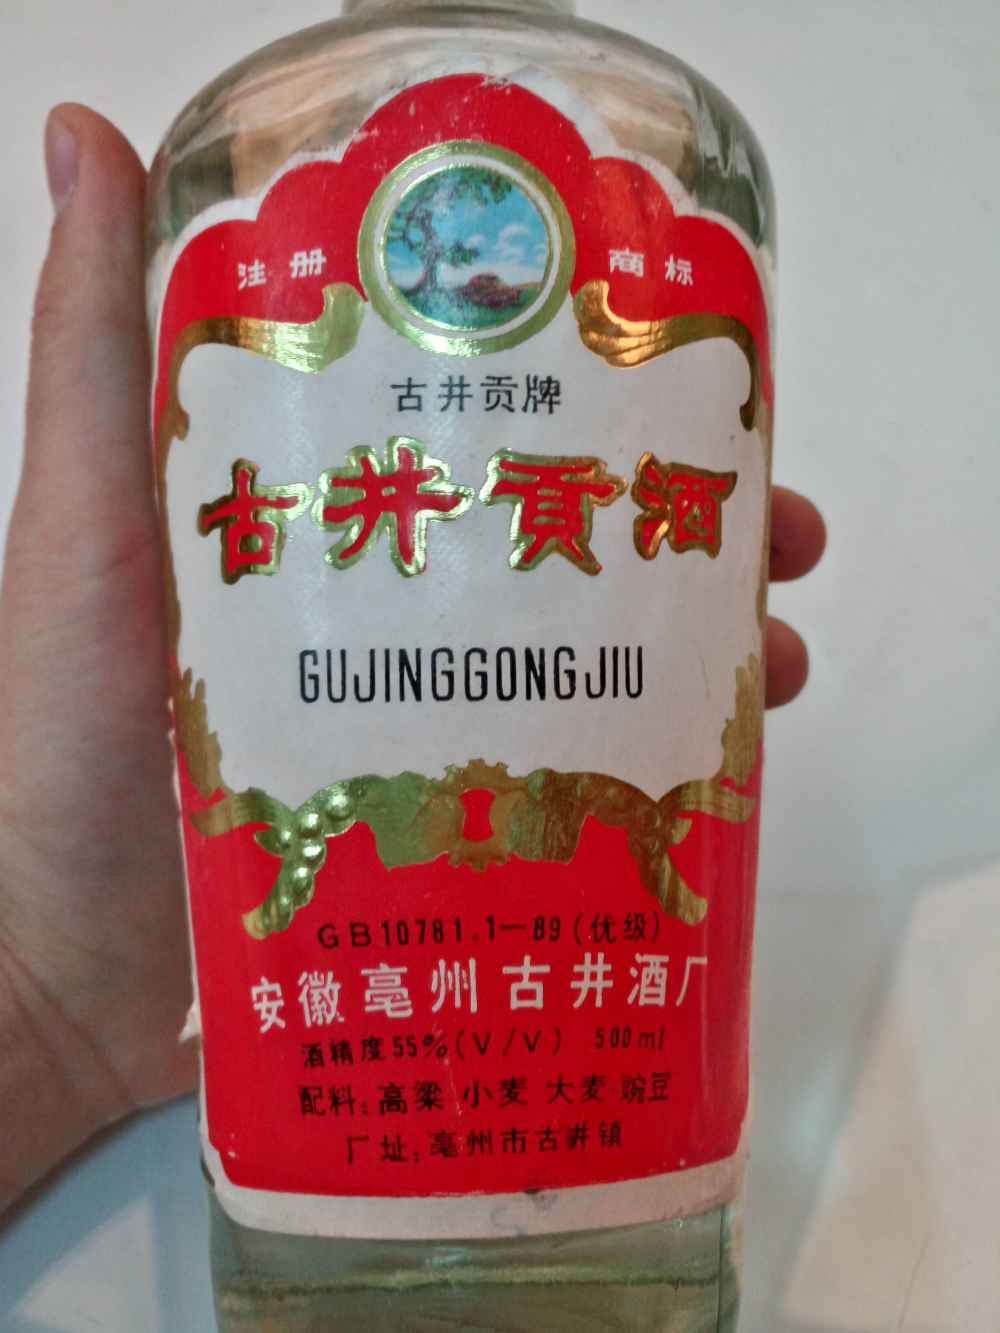 注册 商标
古井贡牌
古井贡酒
GUJINGGONGJIU
GB10781.1—89(优级)
安徽亳州古井酒厂
酒精度55%(V/V) 500ml
配料:高粱 小麦 大麦 豌豆
厂址:亳州市古井镇